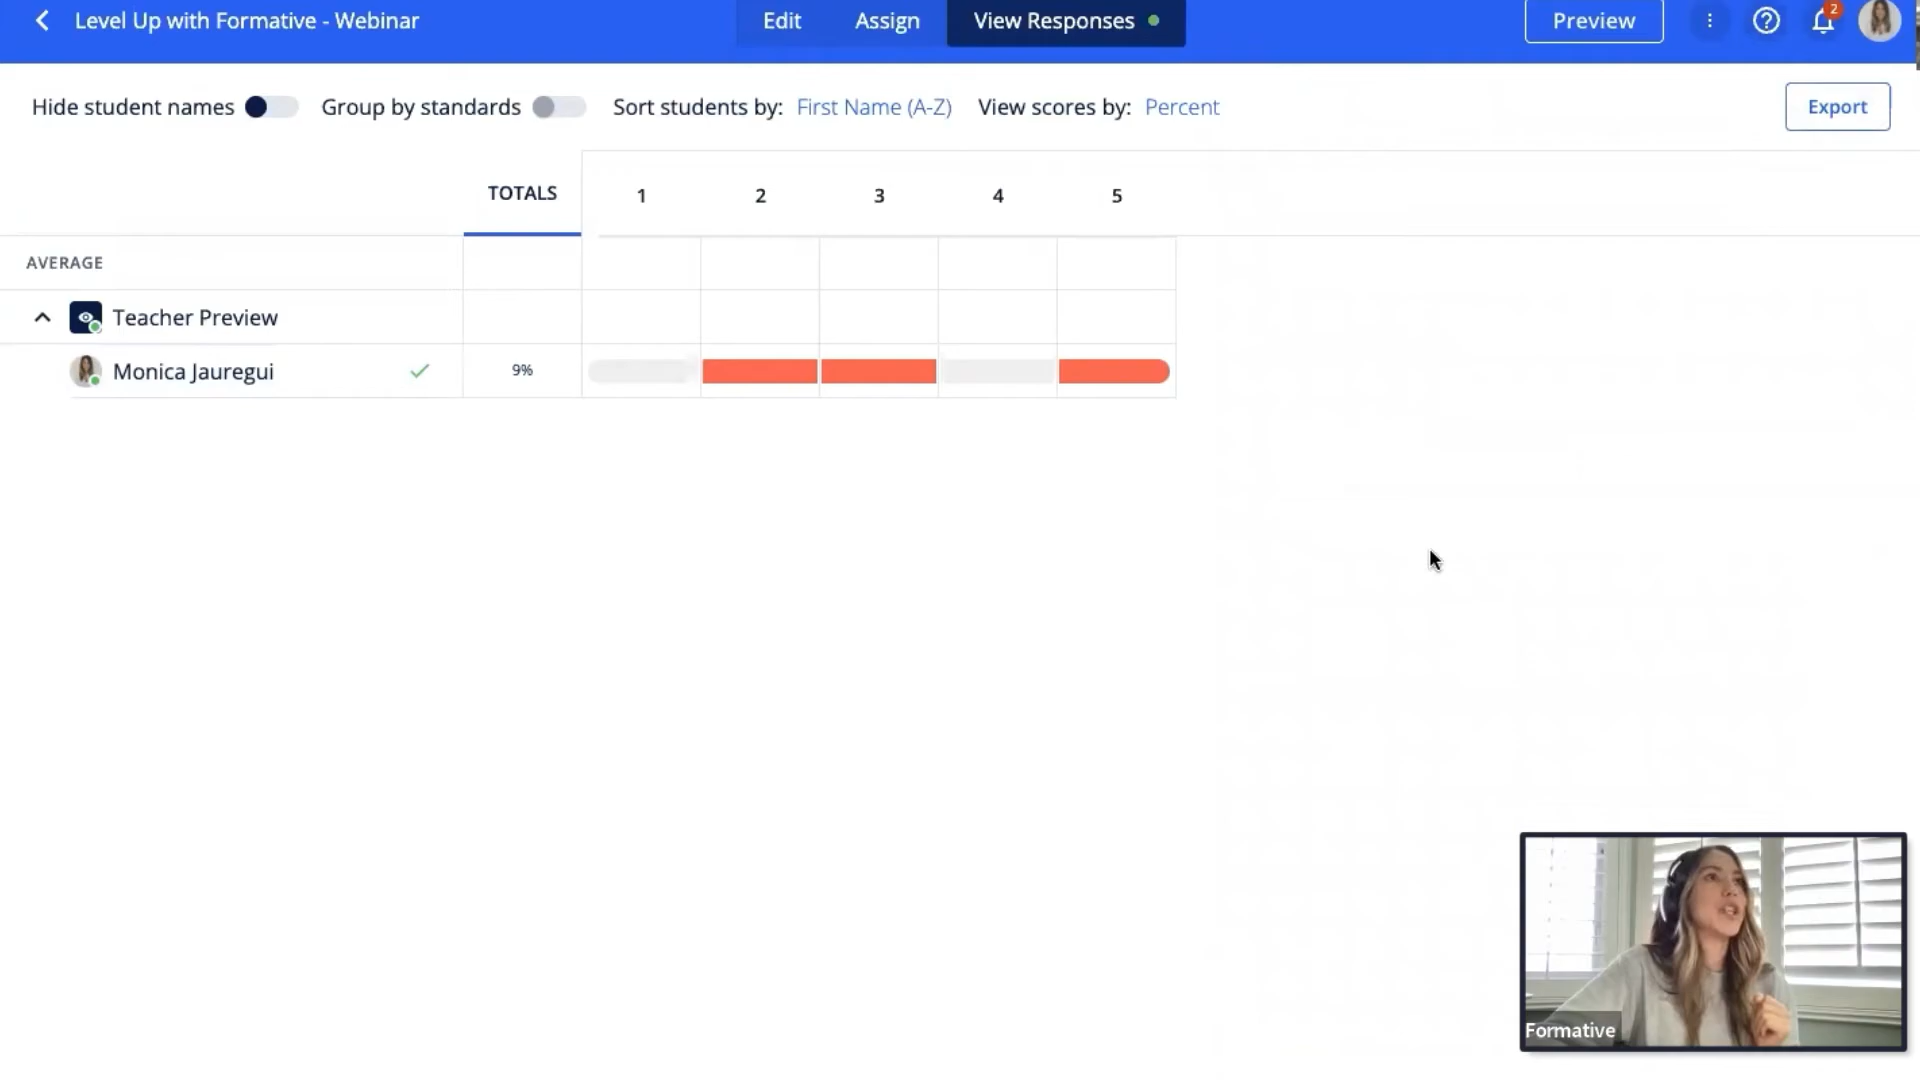 Level Up with Formative - Webinar
Edit
Assign
View Responses
Preview
2
Hide student names
Group by standards
Sort students by: First Name (A-Z)
View scores by: Percent
Export
TOTALS
1
2
3
4
5
AVERAGE
Teacher Preview
Monica Jauregui
9%
Formative